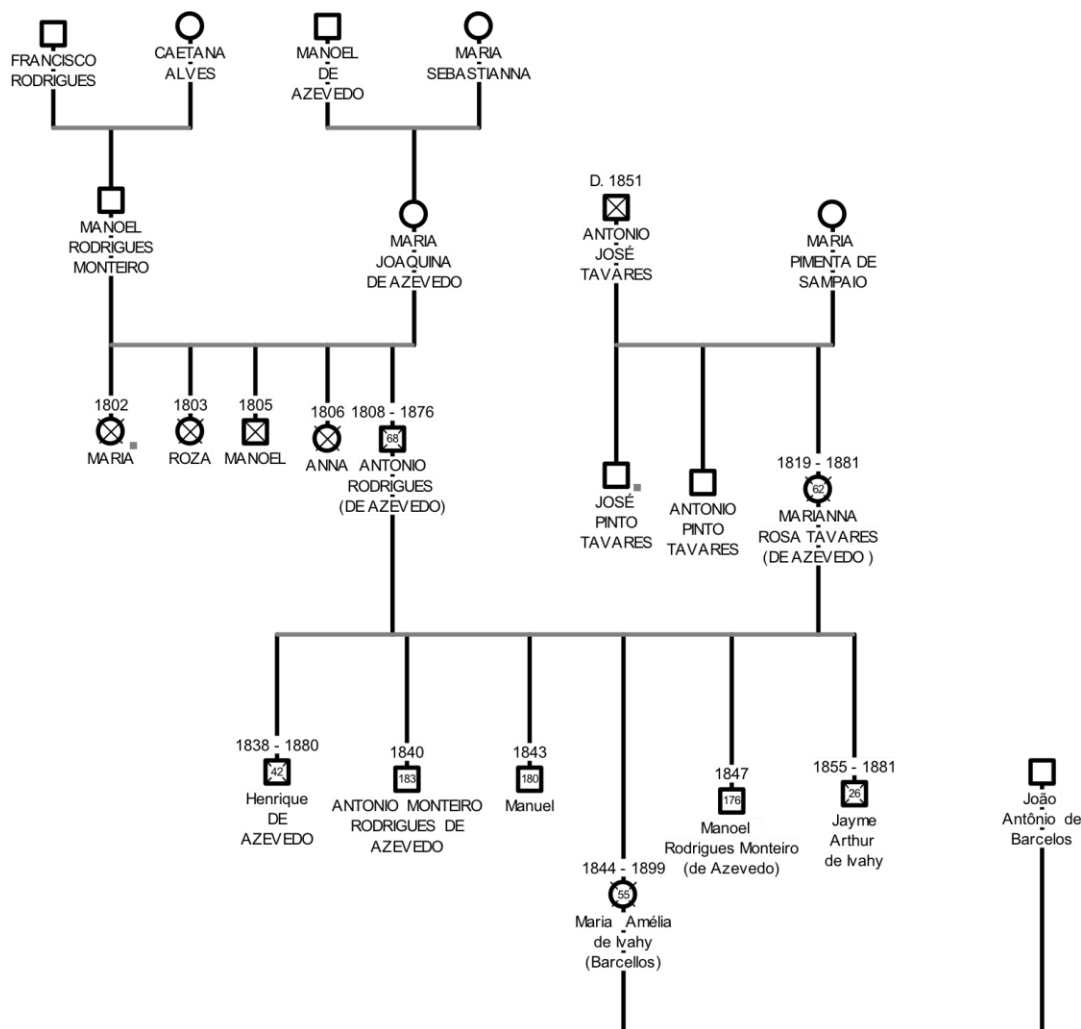 FRANCISCO
RODRIGUES
CAETANA
ALVES
MANOEL
DE
AZEVEDO
MARIA
SEBASTIANNA
MANOEL
RODRIGUES
MONTEIRO
MARIA
JOAQUINA
DE AZEVEDO
D. 1851
ANTONIO
JOSÉ
TAVARES
MARIA
PIMENTA DE
SAMPAIO
1802
MARIA
1803
ROZA
1805
MANOEL
1806
ANNA
1808 - 1876
68
ANTONIO
RODRIGUES
(DE AZEVEDO)
JOSÉ
PINTO
TAVARES
ANTONIO
PINTO
TAVARES
1819 - 1881
62
MARIANNA
ROSA TAVARES
(DE AZEVEDO )
1838 - 1880
42
Henrique
DE
AZEVEDO
1840
183
ANTONIO MONTEIRO
RODRIGUES DE
AZEVEDO
1843
180
Manuel
1844 - 1899
55
Maria Amélia
de Ivahy
(Barcellos)
1847
176
Manoel
Rodrigues Monteiro
(de Azevedo)
1855 - 1881
26
Jayme
Arthur
de Ivahy
João
Antônio de
Barcelos